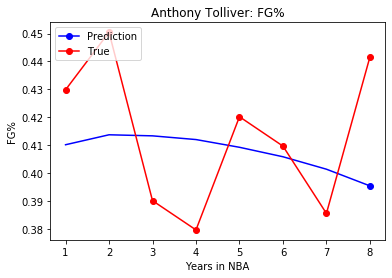 Anthony Tolliver: FG%
Prediction
True
0.45
0.44
0.43
0.42
0.41
0.40
0.39
0.38
FG%
1 2 3 4 5 6 7 8
Years in NBA